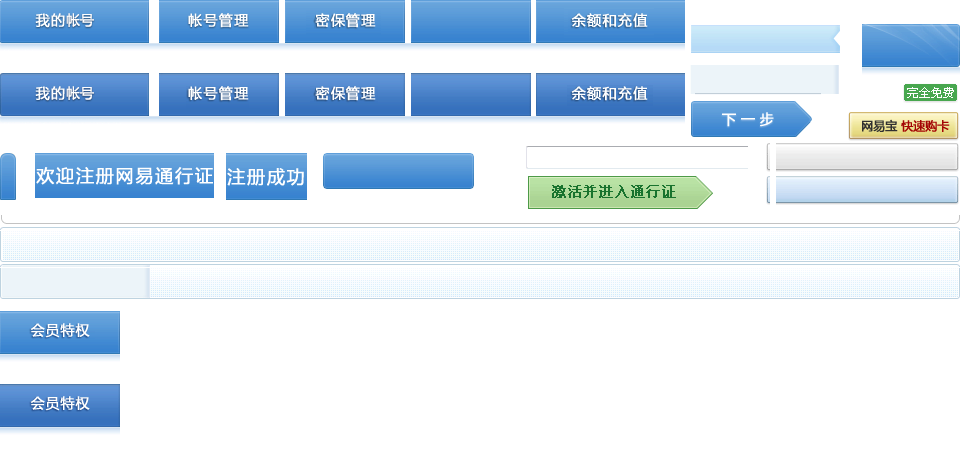 我的帐号 帐号管理 密保管理 余额和充值
我的帐号 帐号管理 密保管理 余额和充值
完全免费
下一步
网易宝 快速购卡
欢迎注册网易通行证 注册成功
激活并进入通行证
会员特权
会员特权